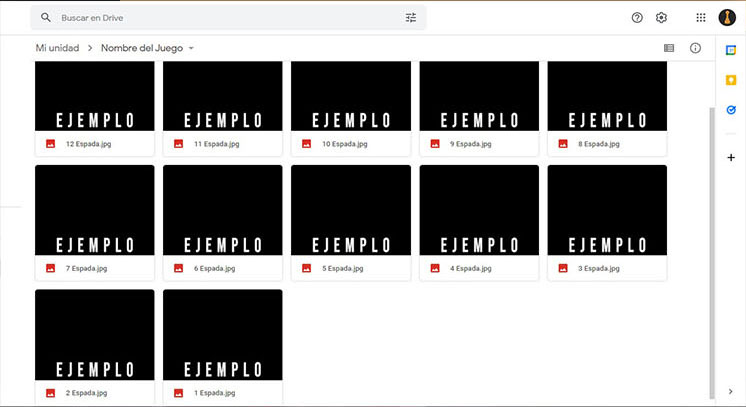 Buscar en Drive
Mi unidad > Nombre del Juego
EJEMPLO EJEMPLO EJEMPLO EJEMPLO EJEMPLO
12 Espada.jpg 11 Espada.jpg 10 Espada.jpg 9 Espada.jpg 8 Espada.jpg
EJEMPLO EJEMPLO EJEMPLO EJEMPLO EJEMPLO
7 Espada.jpg 6 Espada.jpg 5 Espada.jpg 4 Espada.jpg 3 Espada.jpg
EJEMPLO EJEMPLO
2 Espada.jpg 1 Espada.jpg